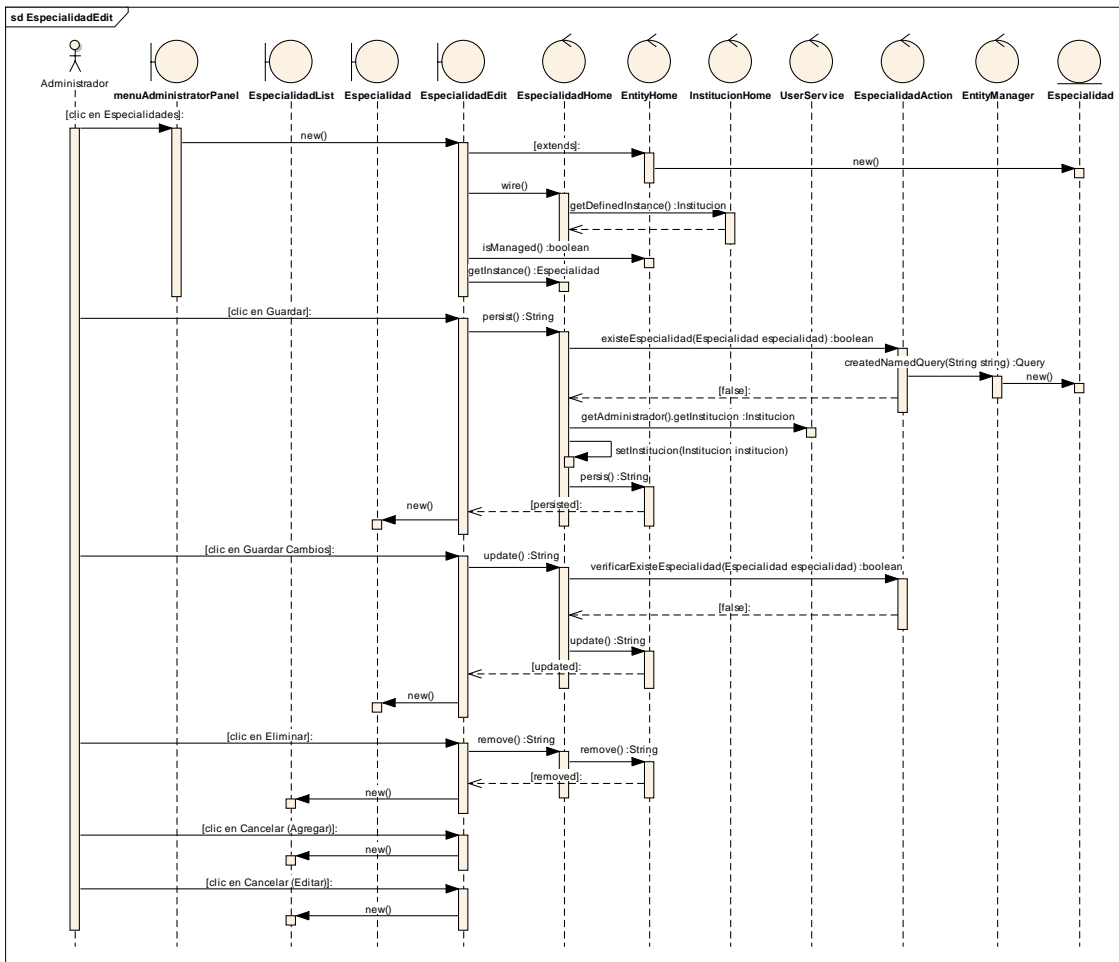 sd EspecialidadEdit
Administrador
menuAdministratorPanel
EspecialidadList
Especialidad
EspecialidadEdit
EspecialidadHome
EntityHome
InstitucionHome
UserService
EspecialidadAction
EntityManager
Especialidad
[clic en Especialidades]:
new()
[extends]:
new()
wire()
getDefinedInstance() :Institucion
isManaged() :boolean
getInstance() :Especialidad
[clic en Guardar]:
persist() :String
existeEspecialidad(Especialidad especialidad) :boolean
createdNamedQuery(String string) :Query
new()
[false]:
getAdministrador().getInstitucion :Institucion
setInstitucion(Institucion institucion)
persis() :String
[persisted]:
new()
[clic en Guardar Cambios]:
update() :String
verificarExisteEspecialidad(Especialidad especialidad) :boolean
[false]:
update() :String
[updated]:
new()
[clic en Eliminar]:
remove() :String
remove() :String
[removed]:
new()
[clic en Cancelar (Agregar)]:
new()
[clic en Cancelar (Editar)]:
new()